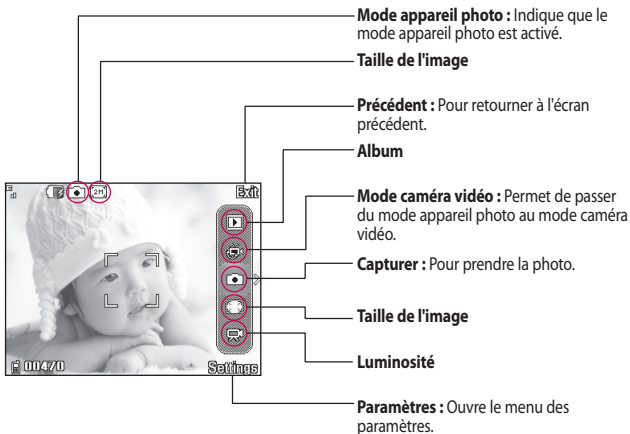 Mode appareil photo : Indique que le
mode appareil photo est activé.
Taille de l'image
Précédent : Pour retourner à l'écran
précédent.
Album
Mode caméra vidéo : Permet de passer
du mode appareil photo au mode caméra
vidéo.
Capturer : Pour prendre la photo.
Taille de l'image
Luminosité
Paramètres : Ouvre le menu des
paramètres.
2M
Exit
00470
Settings